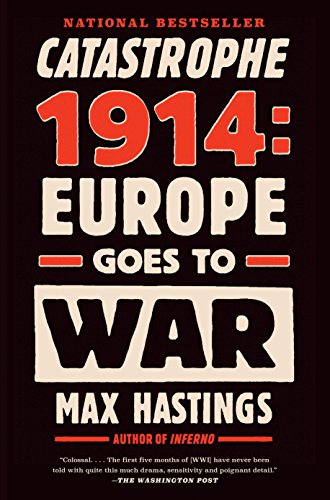 NATIONAL BESTSELLER
CATASTROPHE
1914:
EUROPE
GOES TO
WAR
MAX HASTINGS
AUTHOR OF INFERNO
"Colossal. . . . The first five months of [WWI] have never been
told with quite this much drama, sensitivity and poignant detail."
—THE WASHINGTON POST